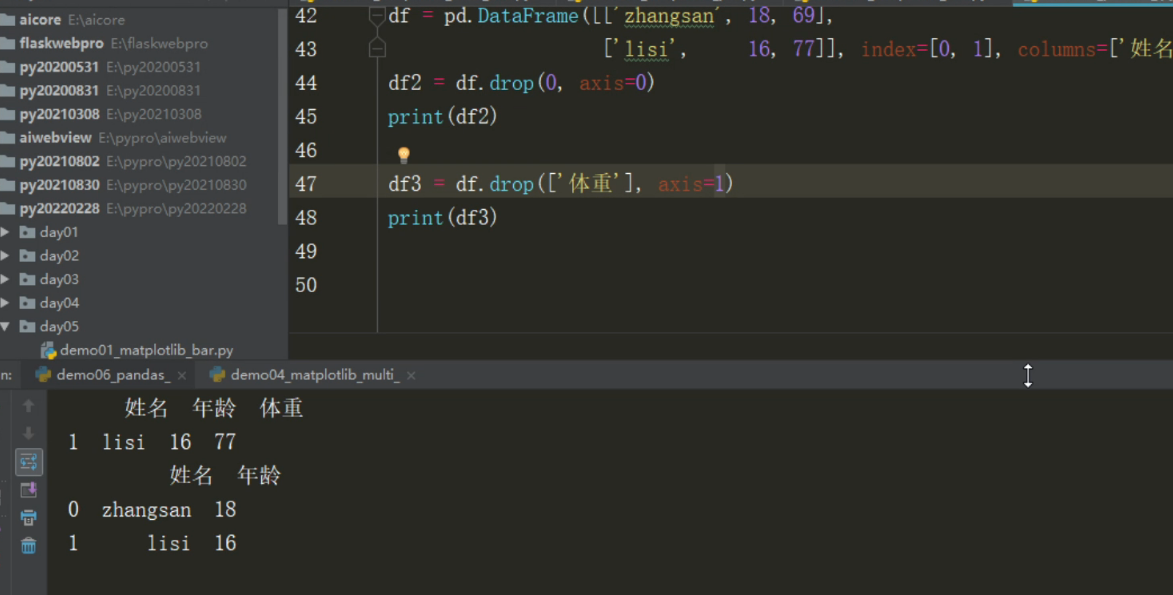 aicore E:\aicore
flaskwebpro E:\flaskwebpro
py20200531 E:\py20200531
py20200831 E:\py20200831
py20210308 E:\py20210308
aiwebview E:\pypro\aiwebview
py20210802 E:\pypro\py20210802
py20210830 E:\pypro\py20210830
py20220228 E:\pypro\py20220228
day01
day02
day03
day04
day05
demo01_matplotlib_bar.py
42 df = pd.DataFrame([['zhangsan', 18, 69],
43 ['lisi', 16, 77]], index=[0, 1], columns=['姓名
44 df2 = df.drop(0, axis=0)
45 print(df2)
46
47 df3 = df.drop(['体重'], axis=1)
48 print(df3)
49
50
n: demo06_pandas_ × demo04_matplotlib_multi_ ×
姓名 年龄 体重
1 lisi 16 77
姓名 年龄
0 zhangsan 18
1 lisi 16